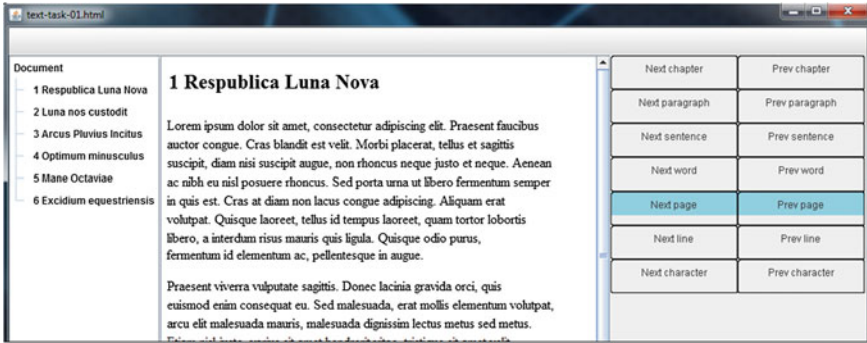 text-task-01.html
Document
1 Respublica Luna Nova
2 Luna nos custodit
3 Arcus Pluvius Incitus
4 Optimum minusculus
5 Mane Octaviae
6 Excidium equestriensis
1 Respublica Luna Nova
Lorem ipsum dolor sit amet, consectetur adipiscing elit. Praesent faucibus
auctor congue. Cras blandit est velit. Morbi placerat, tellus et sagittis
suscipit, diam nisi suscipit augue, non rhoncus neque justo et neque. Aenean
ac nibh eu nisl posuere rhoncus. Sed porta urna ut libero fermentum semper
in quis est. Cras at diam non lacus congue adipiscing. Aliquam erat
volutpat. Quisque laoreet, tellus id tempus laoreet, quam tortor lobortis
libero, a interdum risus mauris quis ligula. Quisque odio purus,
fermentum id elementum ac, pellentesque in augue.
Praesent viverra vulputate sagittis. Donec lacinia gravida orci, quis
euismod enim consequat eu. Sed malesuada, erat mollis elementum volutpat,
arcu elit malesuada mauris, malesuada dignissim lectus metus sed metus.
Next chapter
Prev chapter
Next paragraph
Prev paragraph
Next sentence
Prev sentence
Next word
Prev word
Next page
Prev page
Next line
Prev line
Next character
Prev character